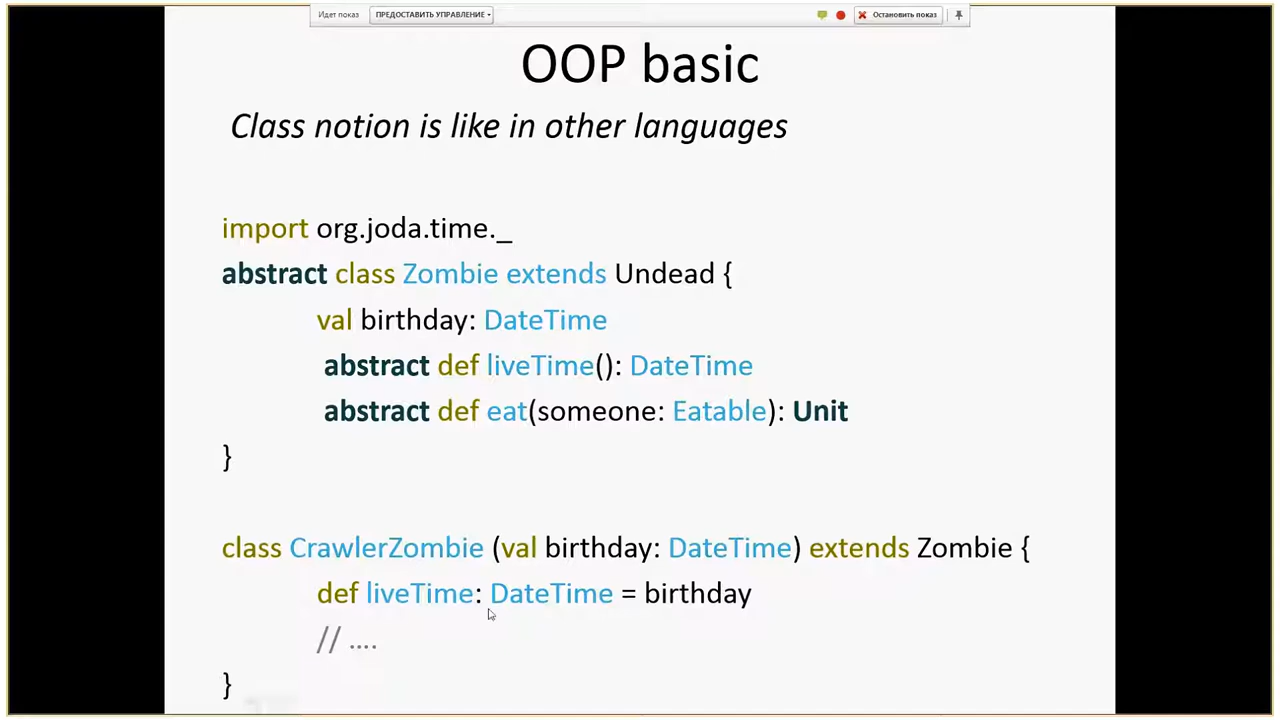 Идет показ ПРЕДОСТАВИТЬ УПРАВЛЕНИЕ Остановить показ
OOP basic
Class notion is like in other languages
import org.joda.time._
abstract class Zombie extends Undead {
val birthday: DateTime
abstract def liveTime(): DateTime
abstract def eat(someone: Eatable): Unit
}
class CrawlerZombie (val birthday: DateTime) extends Zombie {
def liveTime: DateTime = birthday
// ....
}